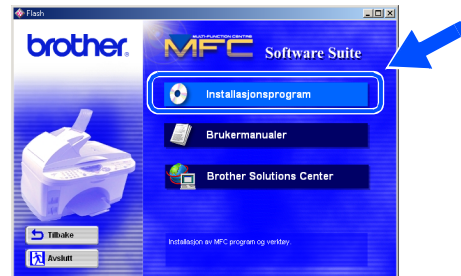 Flash
brother.
MULTI-FUNCTION CENTRE
MFC Software Suite
Installasjonsprogram
Brukermanualer
Brother Solutions Center
Tilbake
Avslutt
Installasjon av MFC program og verktøy.